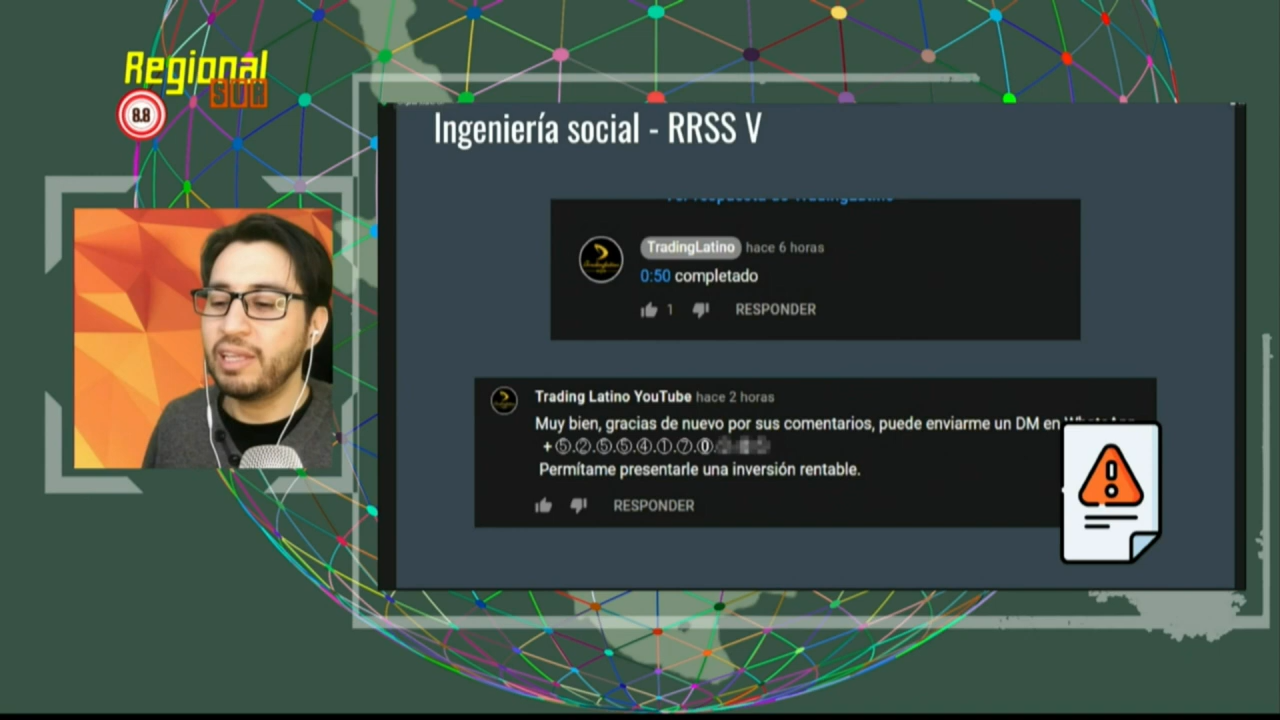 Regional
SUR
8.8
Ingeniería social - RRSS V
TradingLatino hace 6 horas
0:50 completado
1 RESPONDER
Trading Latino YouTube hace 2 horas
Muy bien, gracias de nuevo por sus comentarios, puede enviarme un DM en
+⑤.②.⑤.⑤.④.①.⑦.⓿.
Permítame presentarle una inversión rentable.
RESPONDER